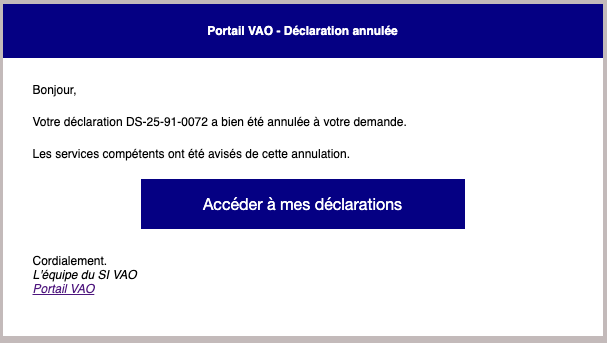 Portail VAO - Déclaration annulée
Bonjour,
Votre déclaration DS-25-91-0072 a bien été annulée à votre demande.
Les services compétents ont été avisés de cette annulation.
Accéder à mes déclarations
Cordialement.
L'équipe du SI VAO
Portail VAO